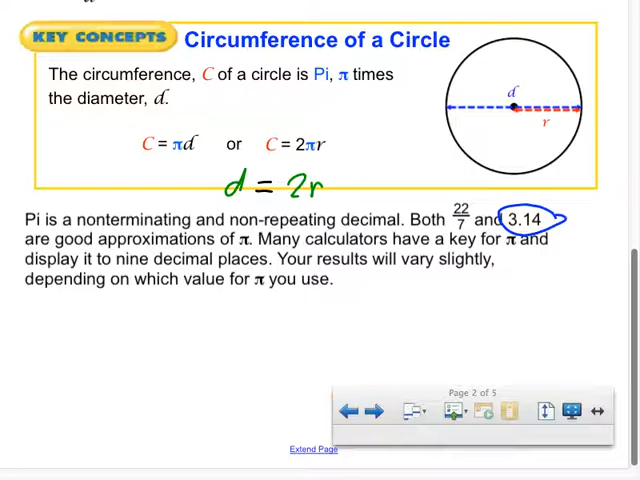 KEY CONCEPTS
Circumference of a Circle
The circumference, C of a circle is Pi, π times
the diameter, d.
C = πd or C = 2πr
d
r
d = 2r
Pi is a nonterminating and non-repeating decimal. Both 22/7 and 3.14
are good approximations of π. Many calculators have a key for π and
display it to nine decimal places. Your results will vary slightly,
depending on which value for π you use.
Page 2 of 5
Extend Page